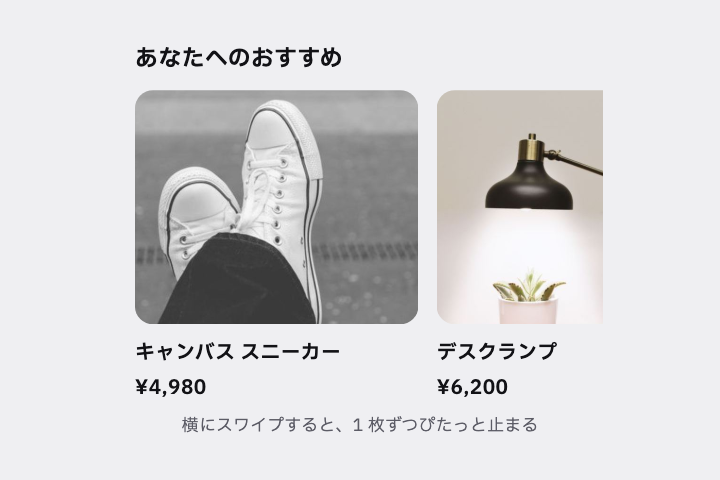 あなたへのおすすめ
キャンバス スニーカー
¥4,980
デスクランプ
¥6,200
横にスワイプすると、1 枚ずつぴたっと止まる